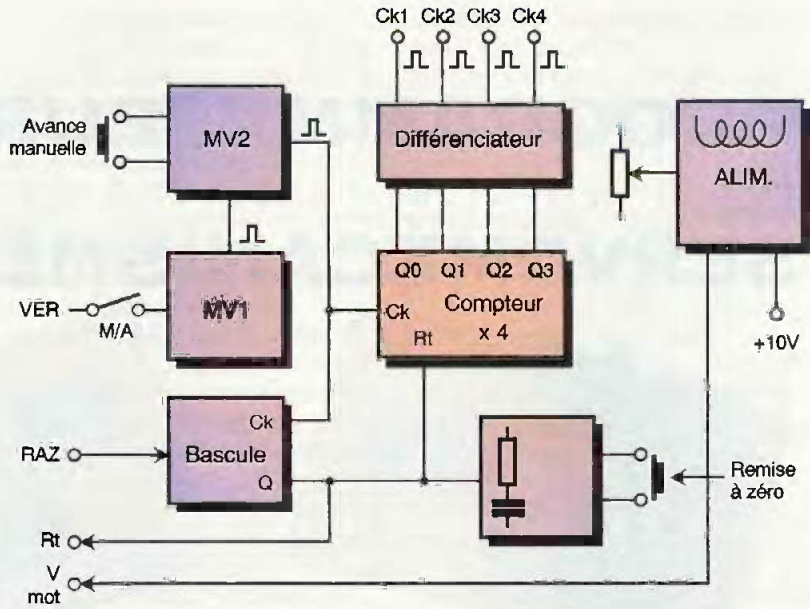 Ck1 Ck2 Ck3 Ck4
Avance
manuelle
MV2
Différenciateur
ALIM.
Q0 Q1 Q2 Q3
VER
M/A
MV1
Ck
Compteur
x 4
Rt
+10V
RAZ
Ck
Bascule
Q
Remise
à zéro
Rt
V
mot